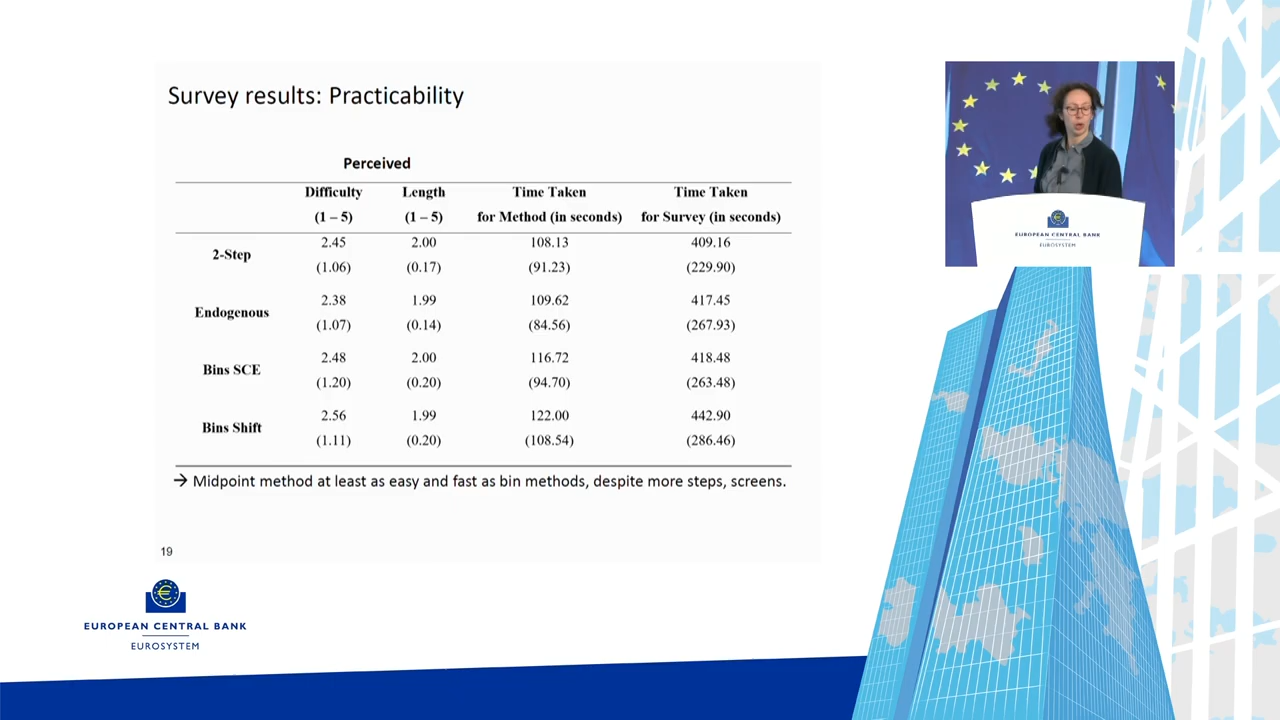 Survey results: Practicability
Perceived
Difficulty Length Time Taken Time Taken
(1 – 5) (1 – 5) for Method (in seconds) for Survey (in seconds)
2-Step 2.45 2.00 108.13 409.16
(1.06) (0.17) (91.23) (229.90)
Endogenous 2.38 1.99 109.62 417.45
(1.07) (0.14) (84.56) (267.93)
Bins SCE 2.48 2.00 116.72 418.48
(1.20) (0.20) (94.70) (263.48)
Bins Shift 2.56 1.99 122.00 442.90
(1.11) (0.20) (108.54) (286.46)
→ Midpoint method at least as easy and fast as bin methods, despite more steps, screens.
19
EUROPEAN CENTRAL BANK
EUROSYSTEM
EUROPEAN CENTRAL BANK
EUROSYSTEM